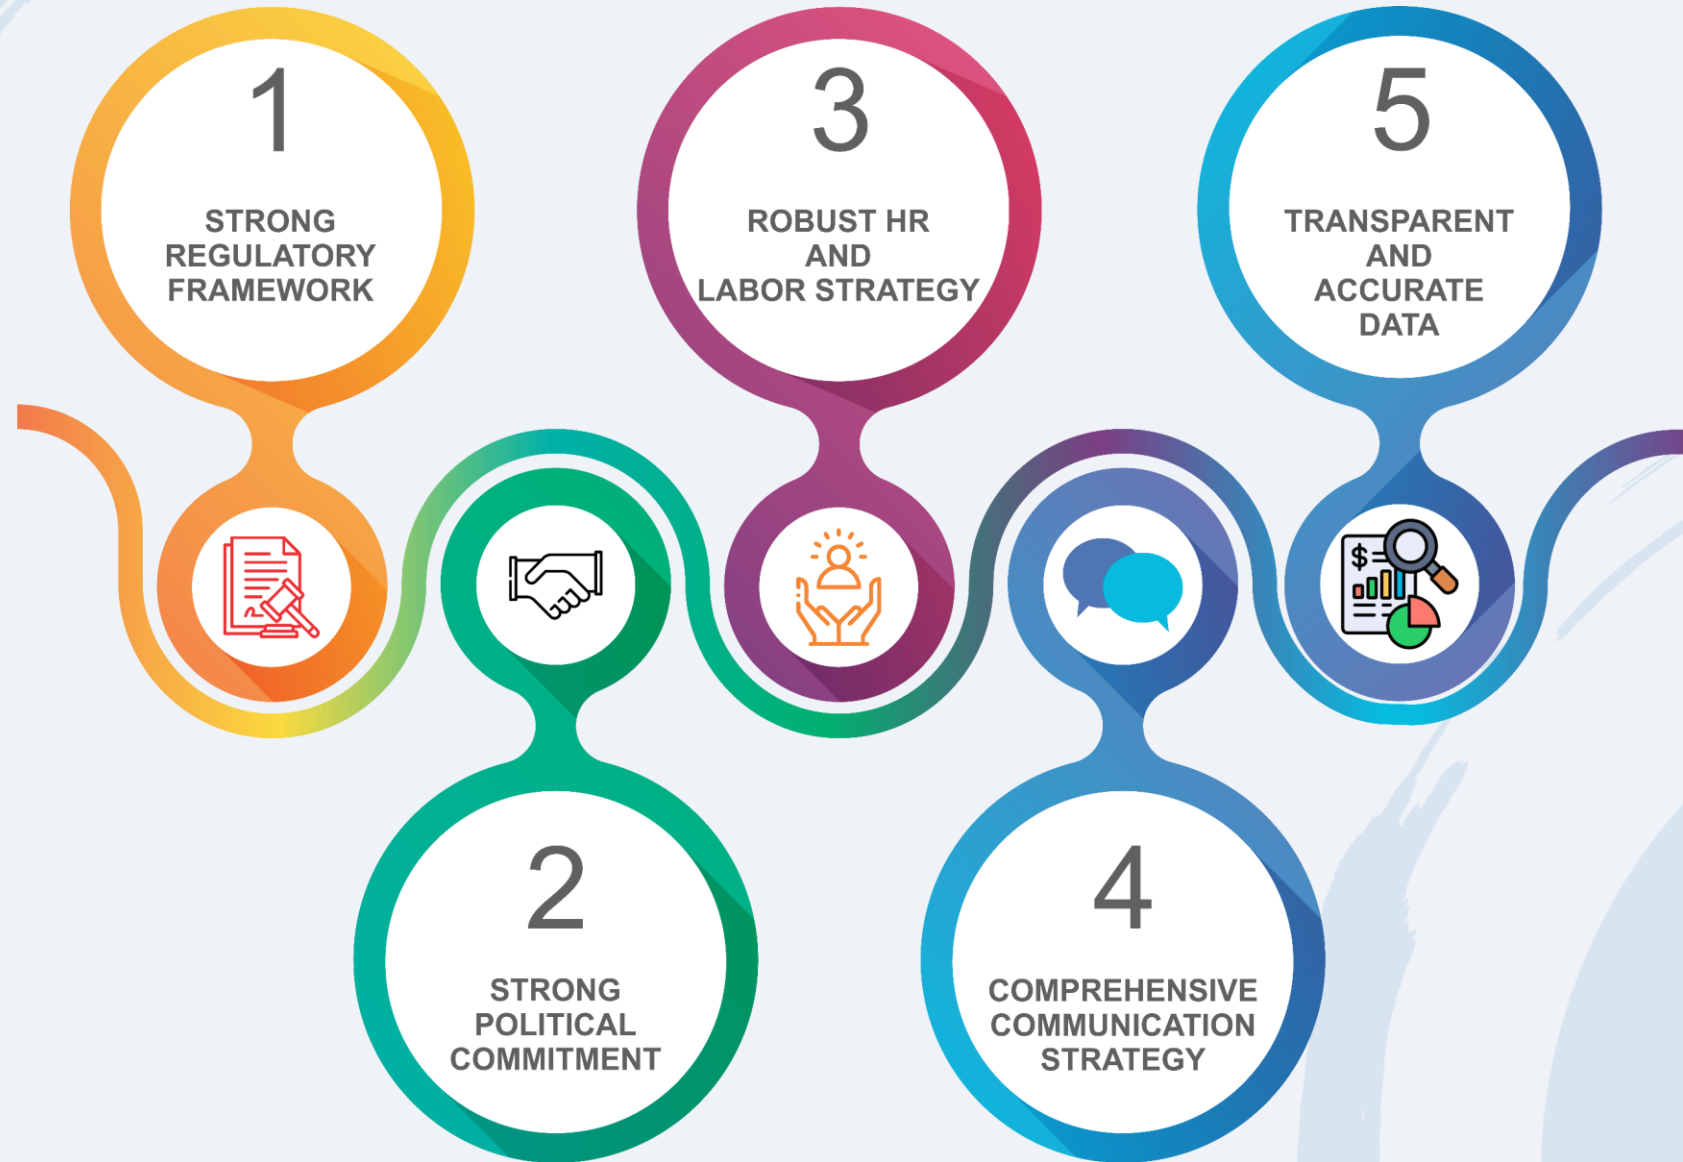 1
STRONG
REGULATORY
FRAMEWORK
2
STRONG
POLITICAL
COMMITMENT
3
ROBUST HR
AND
LABOR STRATEGY
4
COMPREHENSIVE
COMMUNICATION
STRATEGY
5
TRANSPARENT
AND
ACCURATE
DATA
$